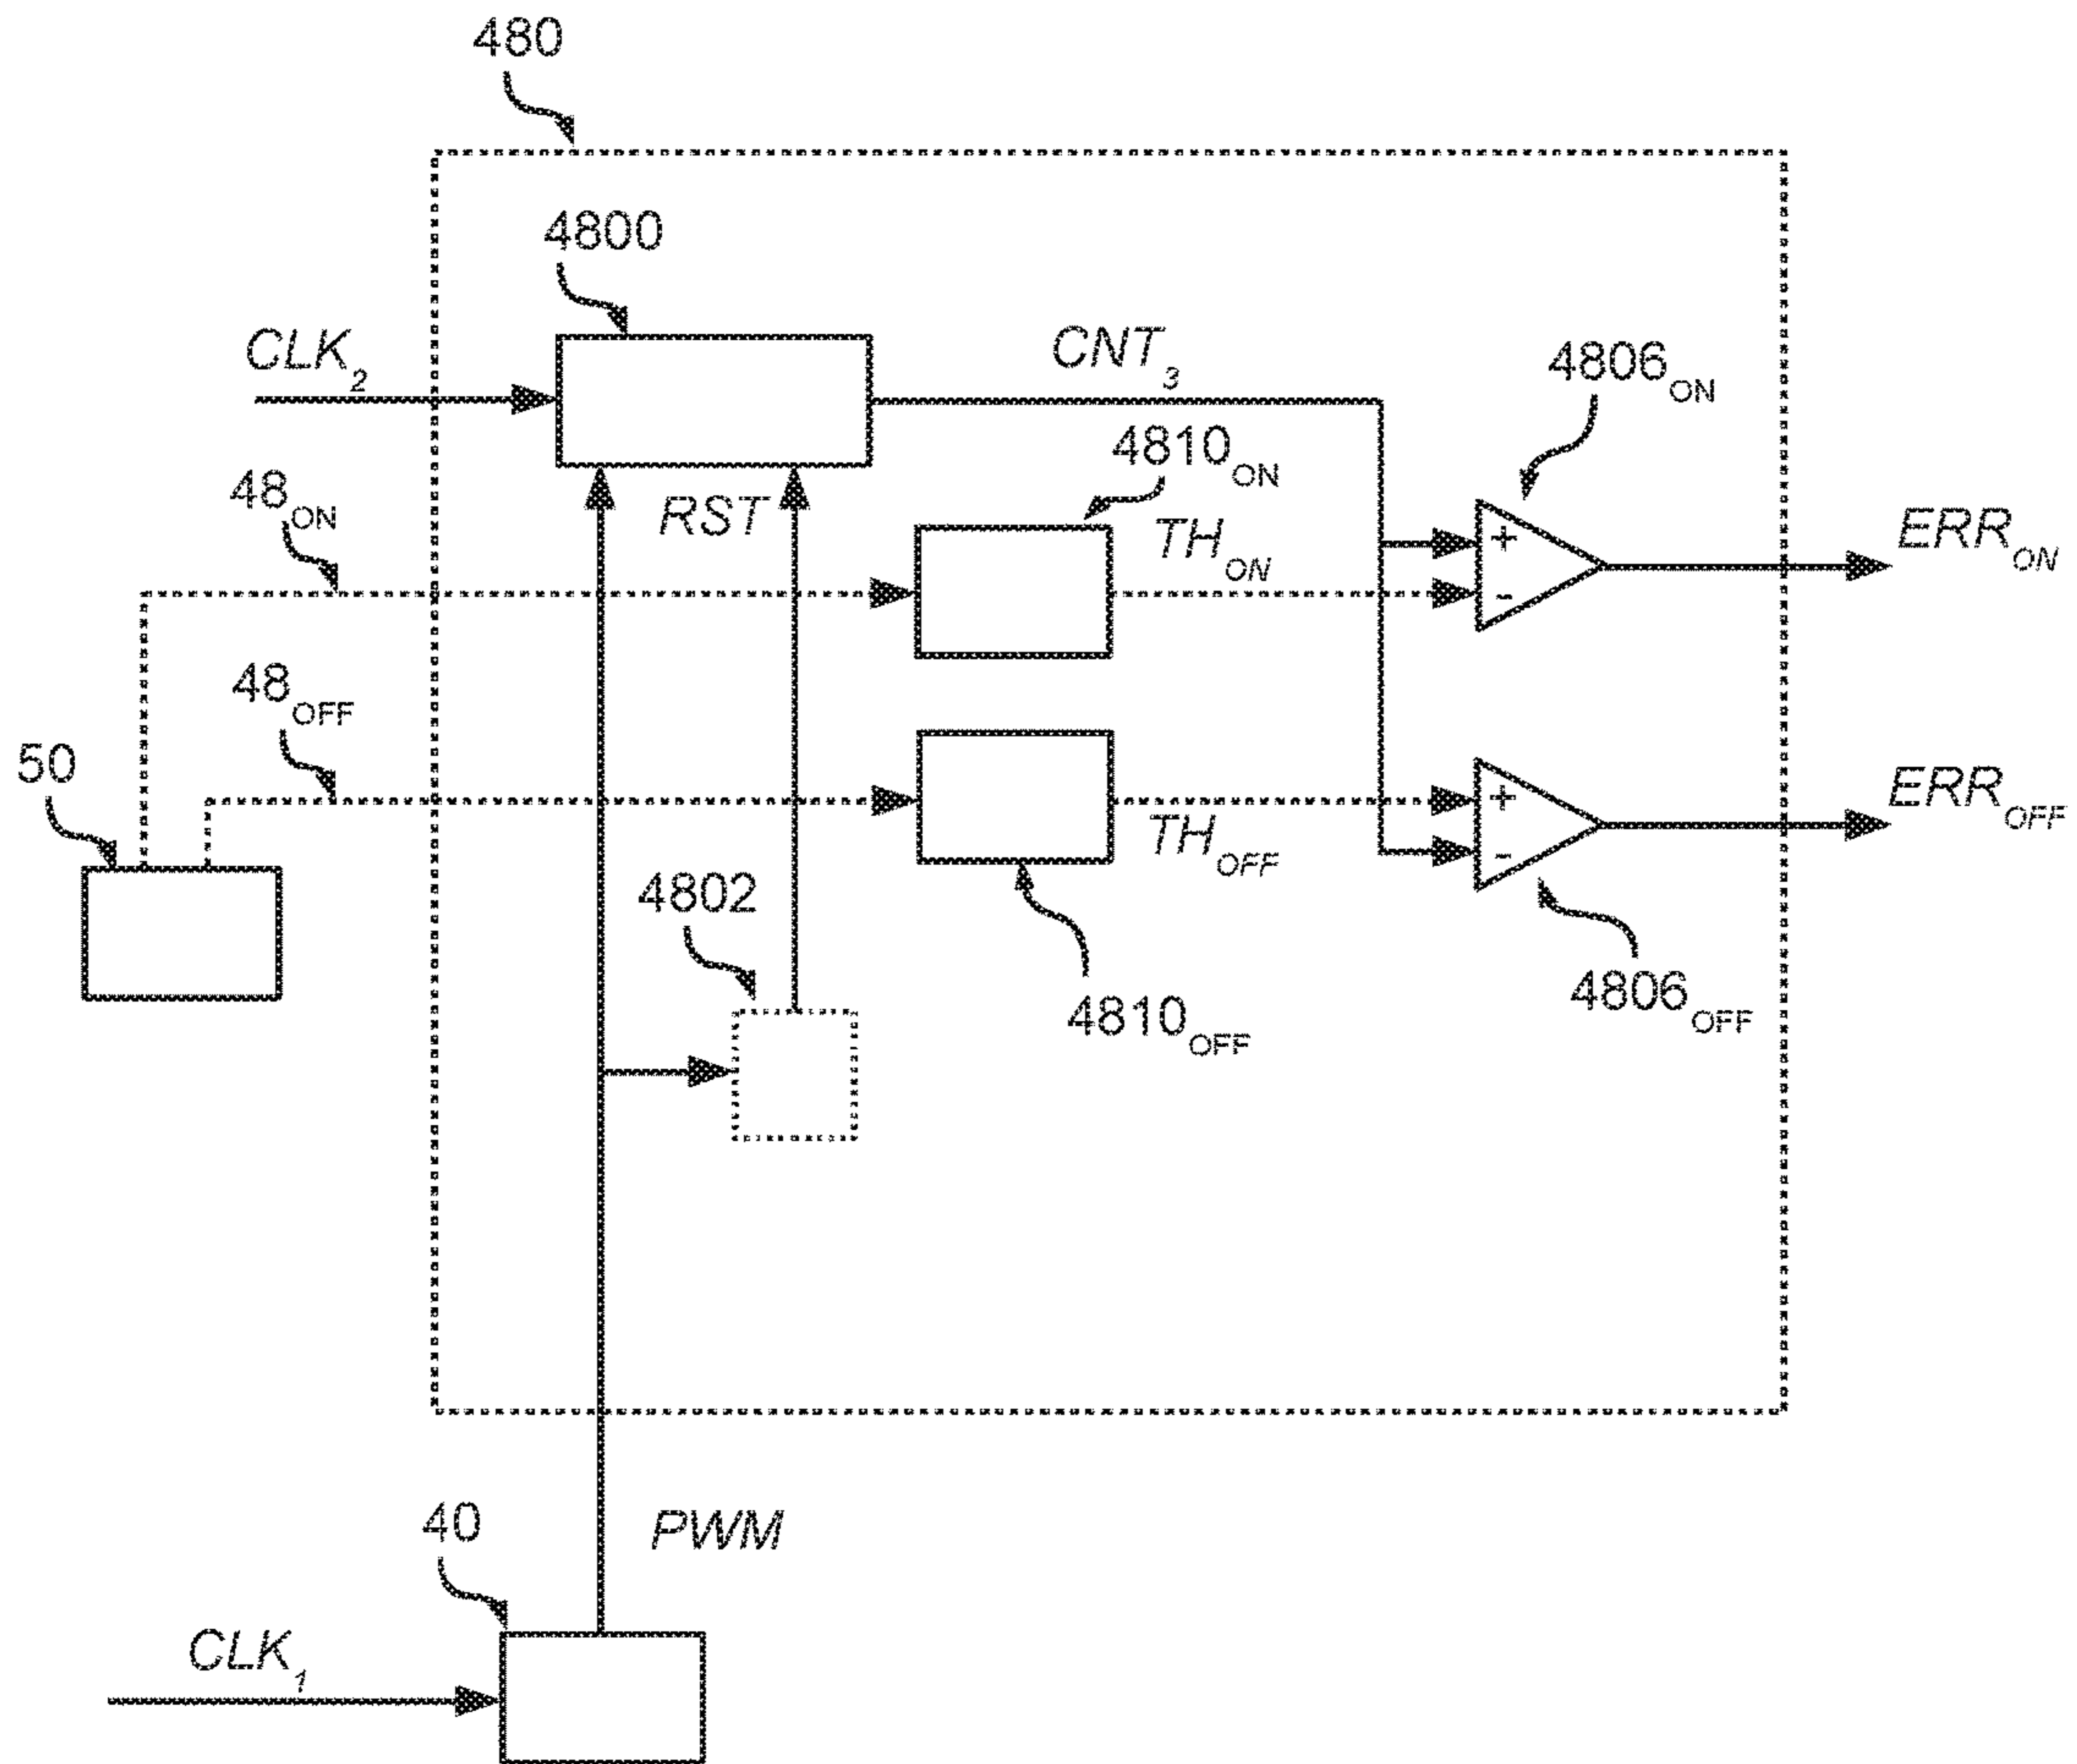 480
4800
CLK2
CNT3
4806ON
4810ON
48ON
RST
THON
+
-
ERRON
48OFF
50
+
-
ERROFF
THOFF
4802
4810OFF
4806OFF
40
PWM
CLK1